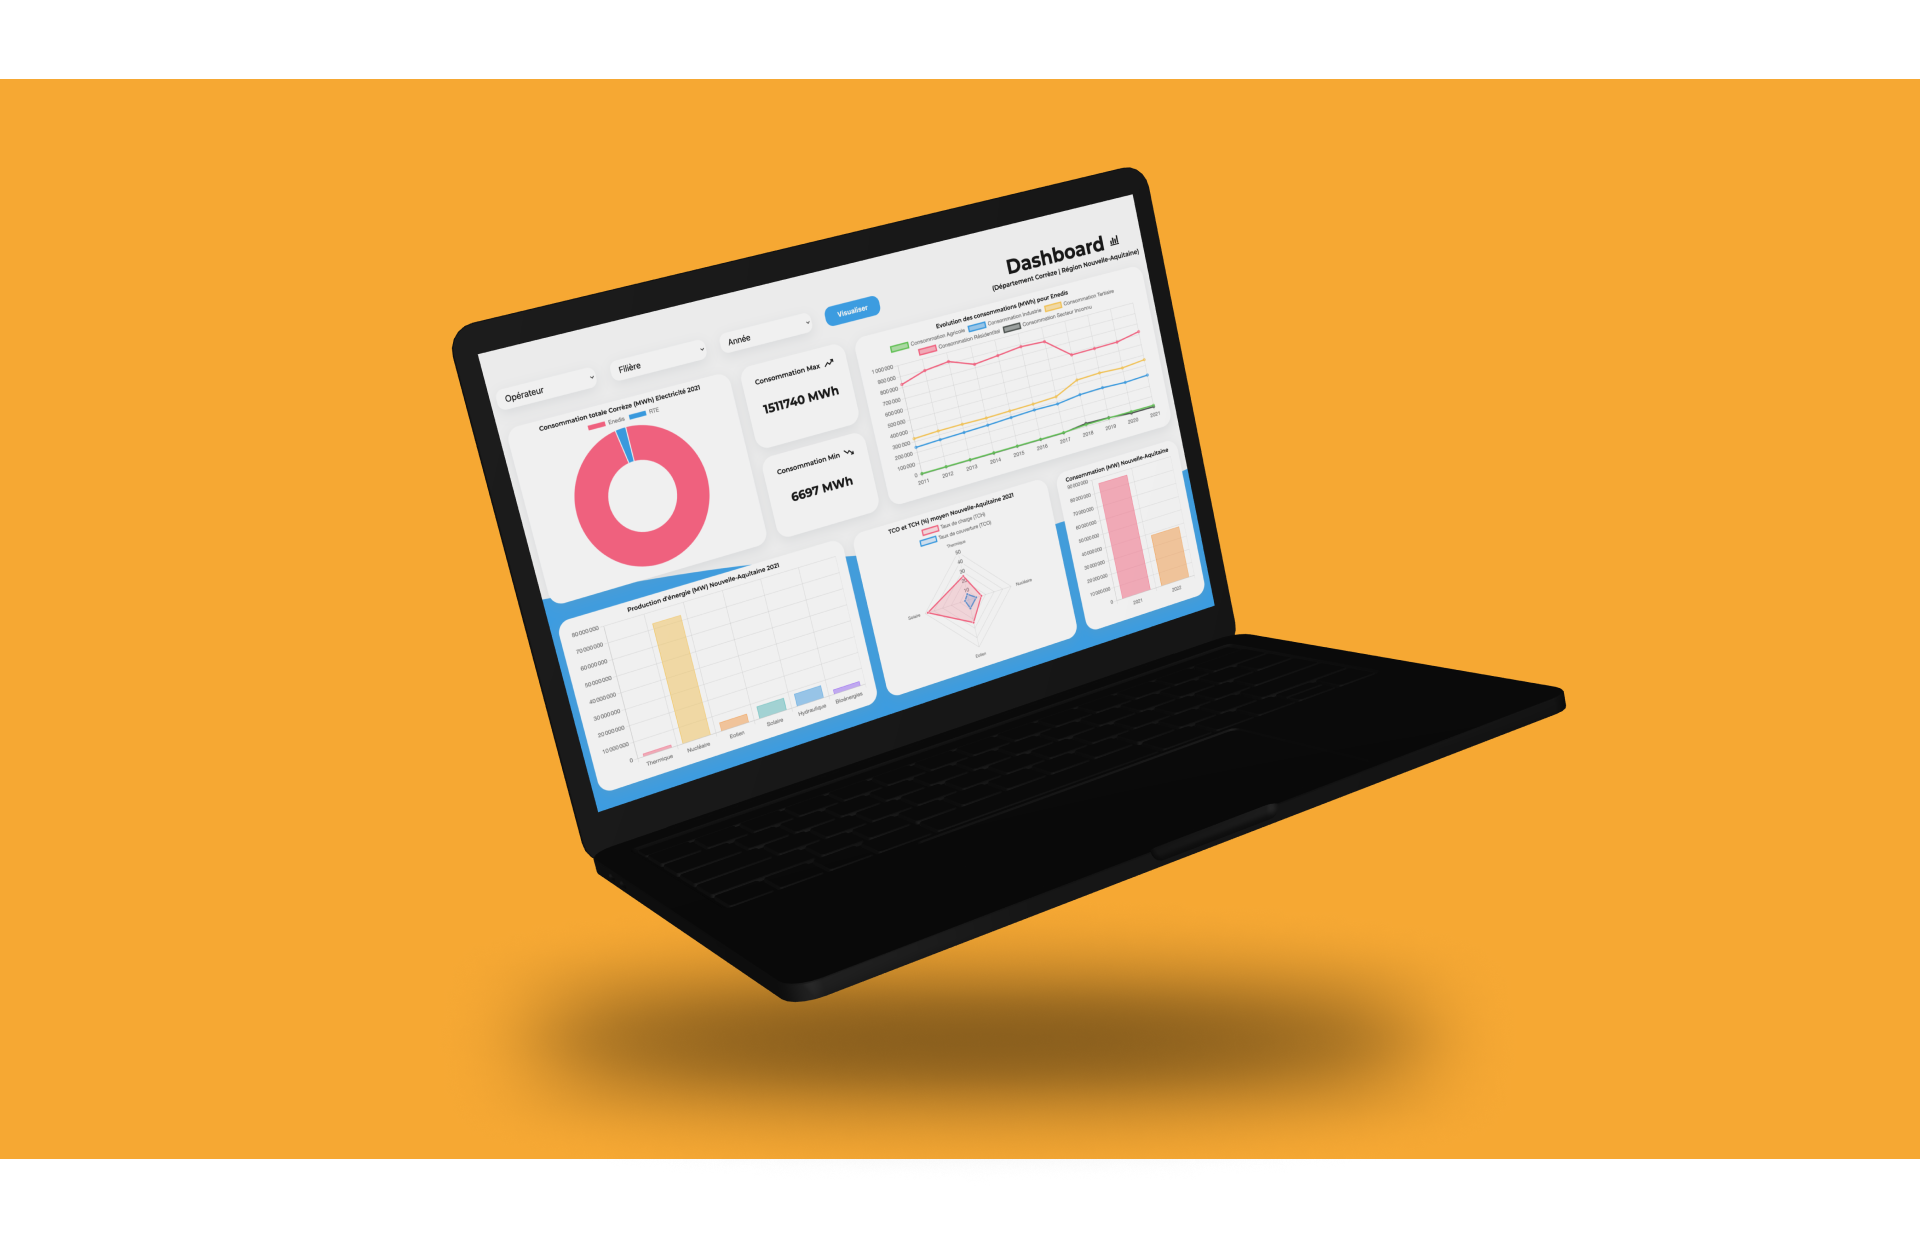 Dashboard
(Département Corrèze | Région Nouvelle-Aquitaine)
Opérateur
Filière
Année
Visualiser
Consommation totale Corrèze (MWh) Electricité 2021
Enedis
RTE
Consommation Max
1511740 MWh
Consommation Min
6697 MWh
Evolution des consommations (MWh) pour Enedis
Consommation Agricole
Consommation Industrie
Consommation Tertiaire
Consommation Résidentiel
Consommation Secteur Inconnu
1 000 000
900 000
800 000
700 000
600 000
500 000
400 000
300 000
200 000
100 000
0
2011
2012
2013
2014
2015
2016
2017
2018
2019
2020
2021
Production d'énergie (MW) Nouvelle-Aquitaine 2021
80 000 000
70 000 000
60 000 000
50 000 000
40 000 000
30 000 000
20 000 000
10 000 000
0
Thermique
Nucléaire
Eolien
Solaire
Hydraulique
Bioénergies
TCO et TCH (%) moyen Nouvelle-Aquitaine 2021
Taux de charge (TCH)
Taux de couverture (TCO)
Thermique
50
40
30
20
10
Nucléaire
Eolien
Solaire
Consommation (MW) Nouvelle-Aquitaine
90 000 000
80 000 000
70 000 000
60 000 000
50 000 000
40 000 000
30 000 000
20 000 000
10 000 000
0
2021
2022